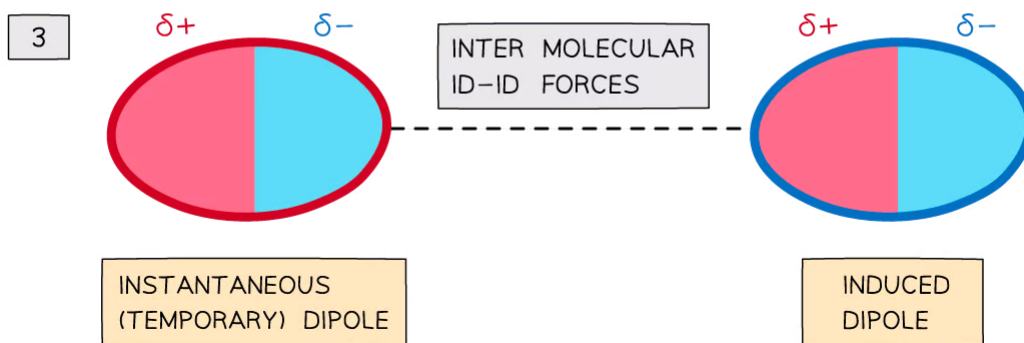 3
δ+ δ−
INTER MOLECULAR
ID−ID FORCES
δ+ δ−
INSTANTANEOUS
(TEMPORARY) DIPOLE
INDUCED
DIPOLE